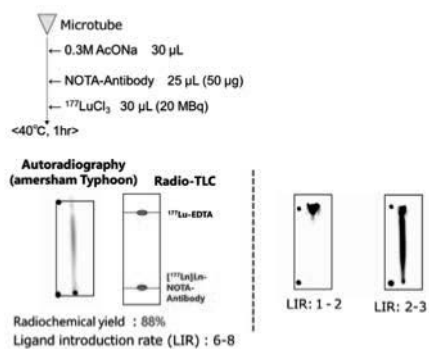 Microtube
0.3M AcONa 30 µL
NOTA-Antibody 25 µL (50 µg)
¹⁷⁷LuCl₃ 30 µL (20 MBq)
<40℃, 1hr>
Autoradiography
(amersham Typhoon)
Radio-TLC
¹⁷⁷Lu-EDTA
[¹⁷⁷Ln]Ln-
NOTA-
Antibody
Radiochemical yield : 88%
Ligand introduction rate (LIR) : 6-8
LIR: 1 - 2
LIR: 2-3